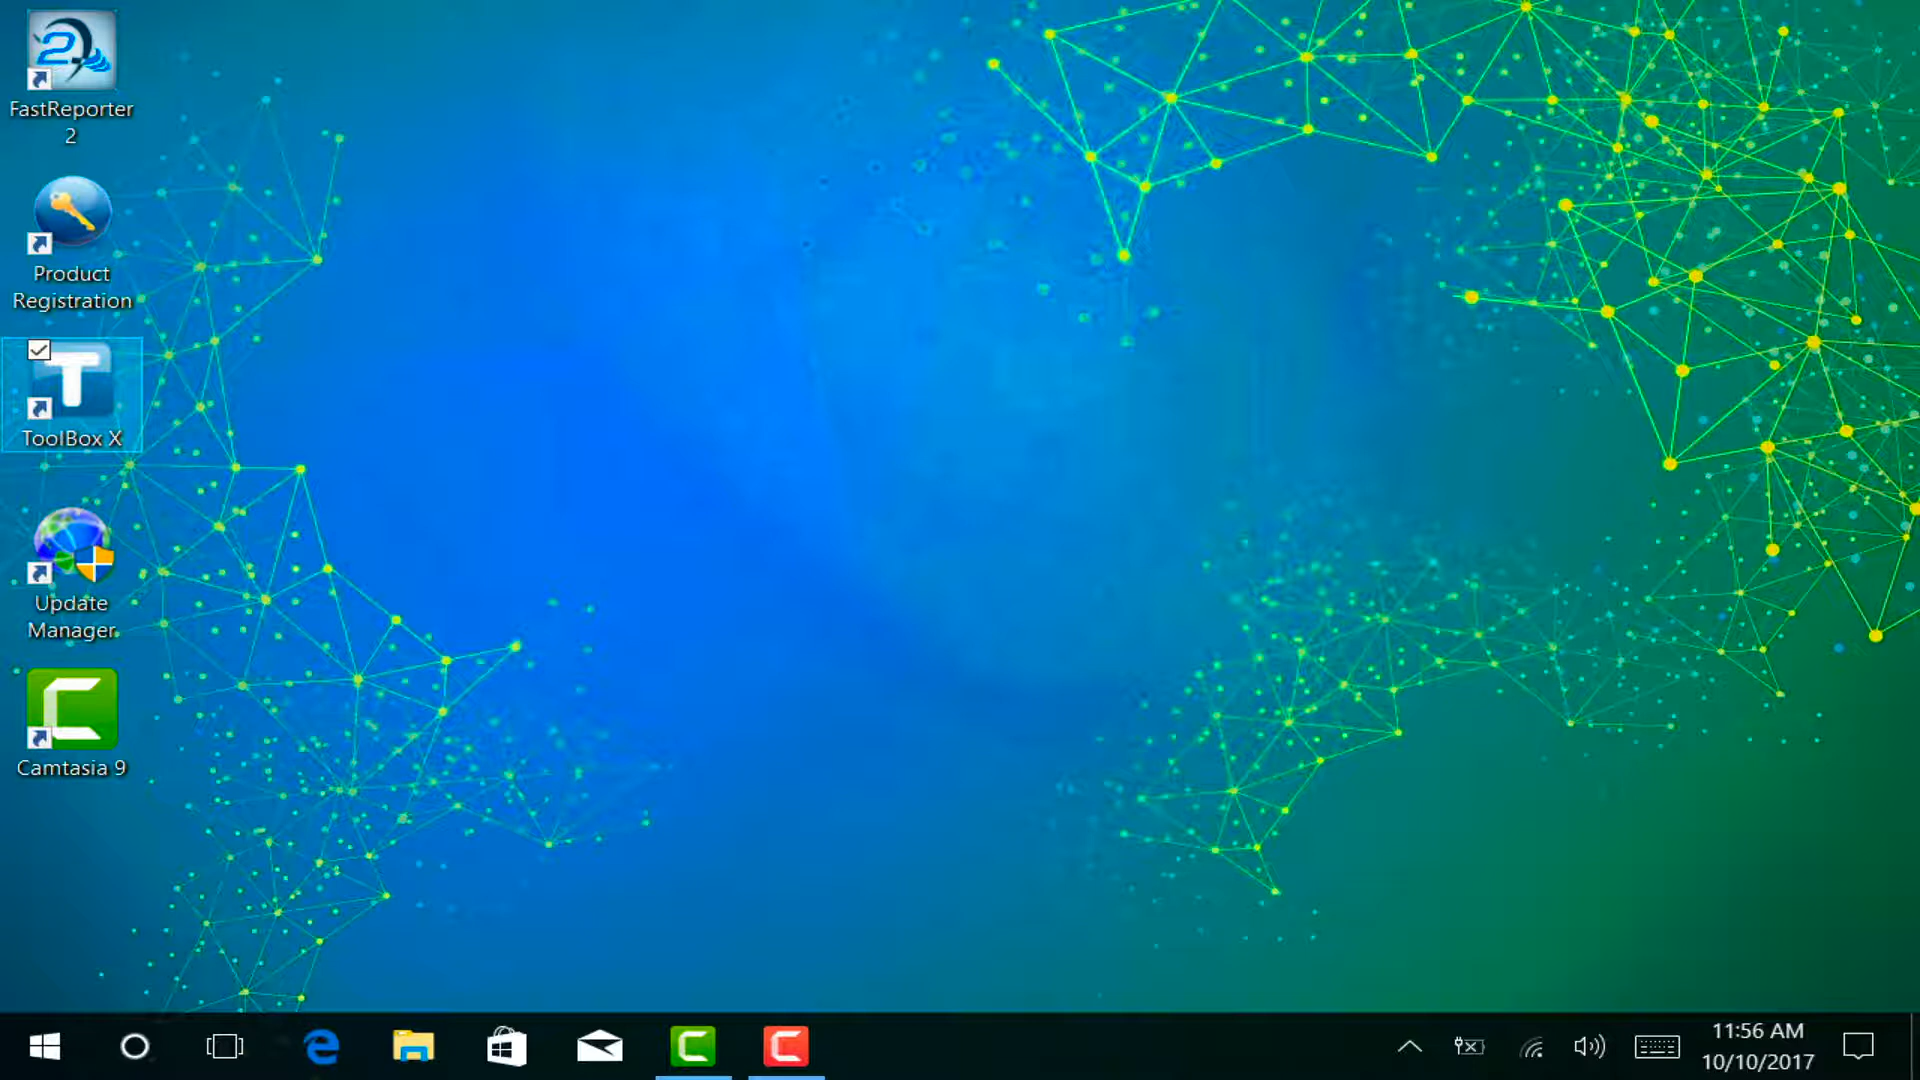 FastReporter
2
Product
Registration
ToolBox X
Update
Manager
Camtasia 9
11:56 AM
10/10/2017